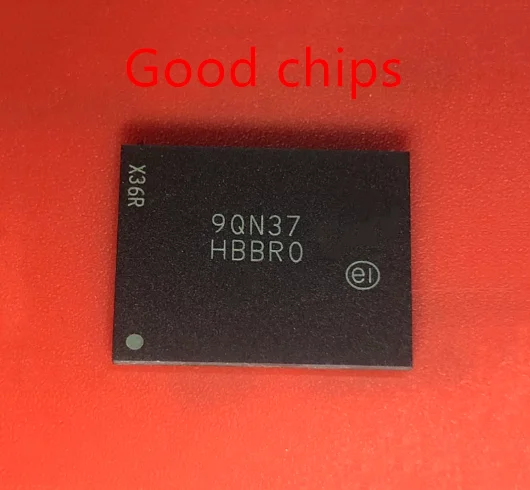 Good chips
X36R
9QN37
HBBR0
e1